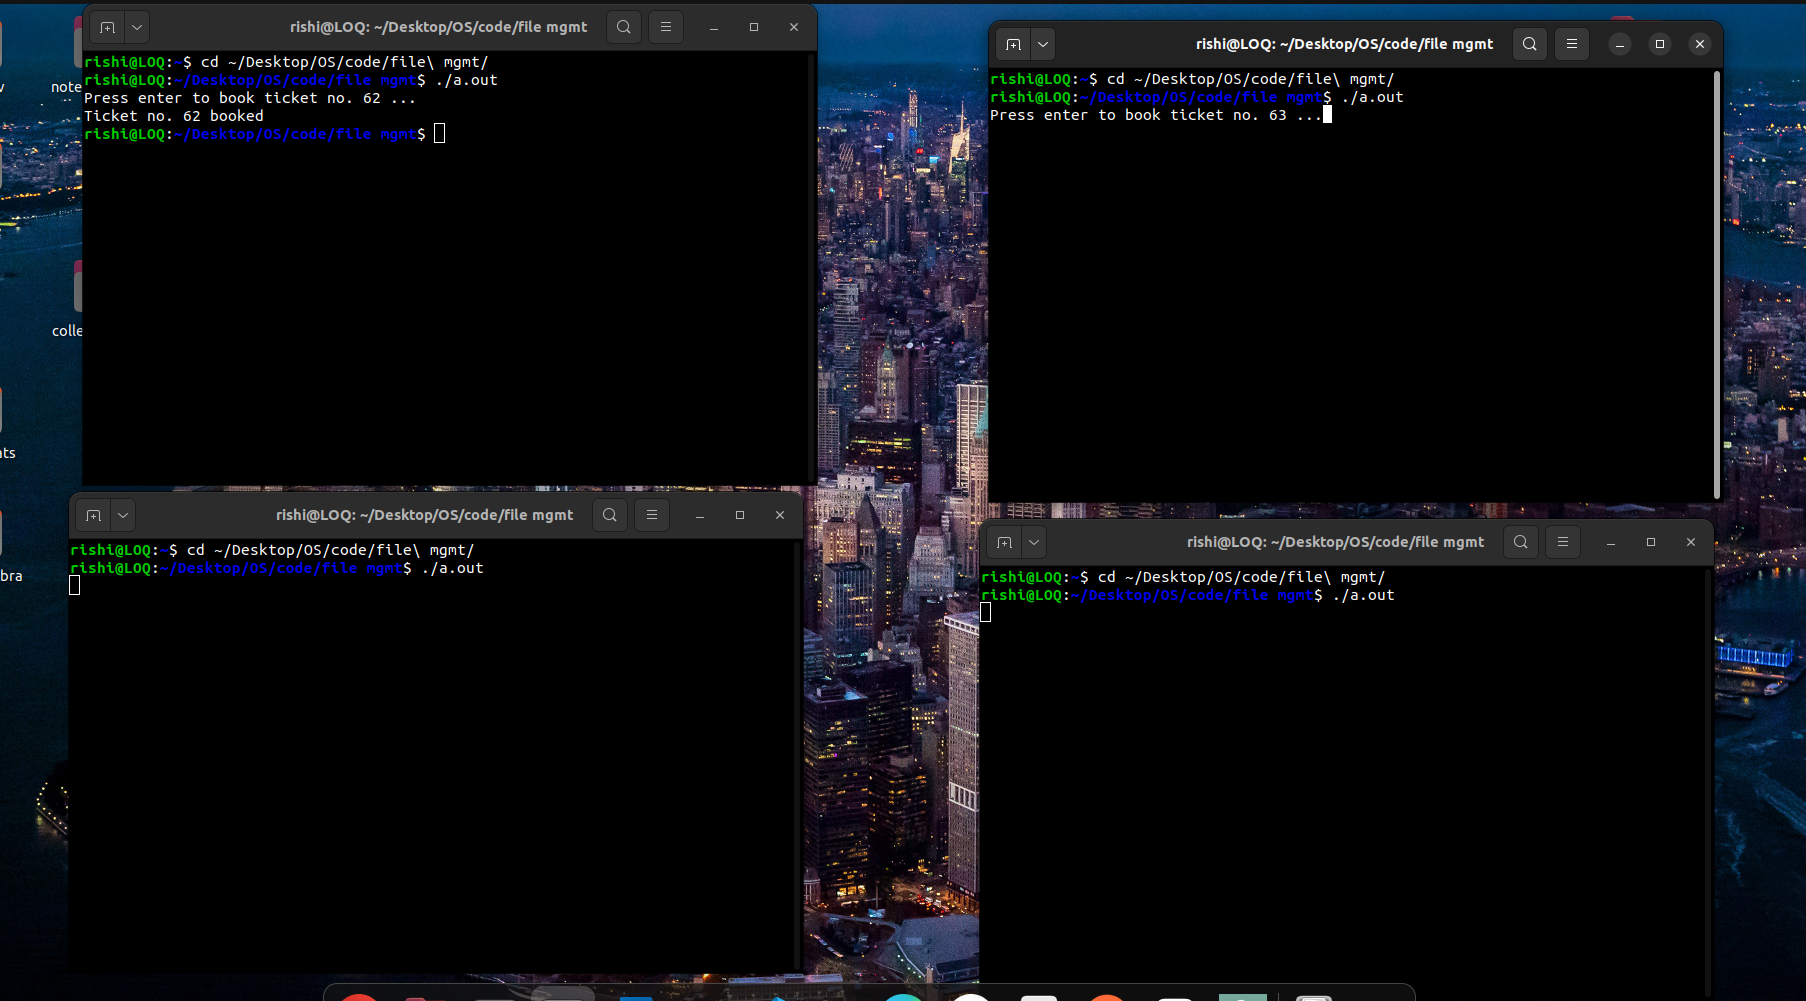 rishi@LOQ: ~/Desktop/OS/code/file mgmt
rishi@LOQ:~$ cd ~/Desktop/OS/code/file\ mgmt/
rishi@LOQ:~/Desktop/OS/code/file mgmt$ ./a.out
Press enter to book ticket no. 62 ...
Ticket no. 62 booked
rishi@LOQ:~/Desktop/OS/code/file mgmt$
rishi@LOQ: ~/Desktop/OS/code/file mgmt
rishi@LOQ:~$ cd ~/Desktop/OS/code/file\ mgmt/
rishi@LOQ:~/Desktop/OS/code/file mgmt$ ./a.out
Press enter to book ticket no. 63 ...
rishi@LOQ: ~/Desktop/OS/code/file mgmt
rishi@LOQ:~$ cd ~/Desktop/OS/code/file\ mgmt/
rishi@LOQ:~/Desktop/OS/code/file mgmt$ ./a.out
rishi@LOQ: ~/Desktop/OS/code/file mgmt
rishi@LOQ:~$ cd ~/Desktop/OS/code/file\ mgmt/
rishi@LOQ:~/Desktop/OS/code/file mgmt$ ./a.out
note
colle
ats
bra